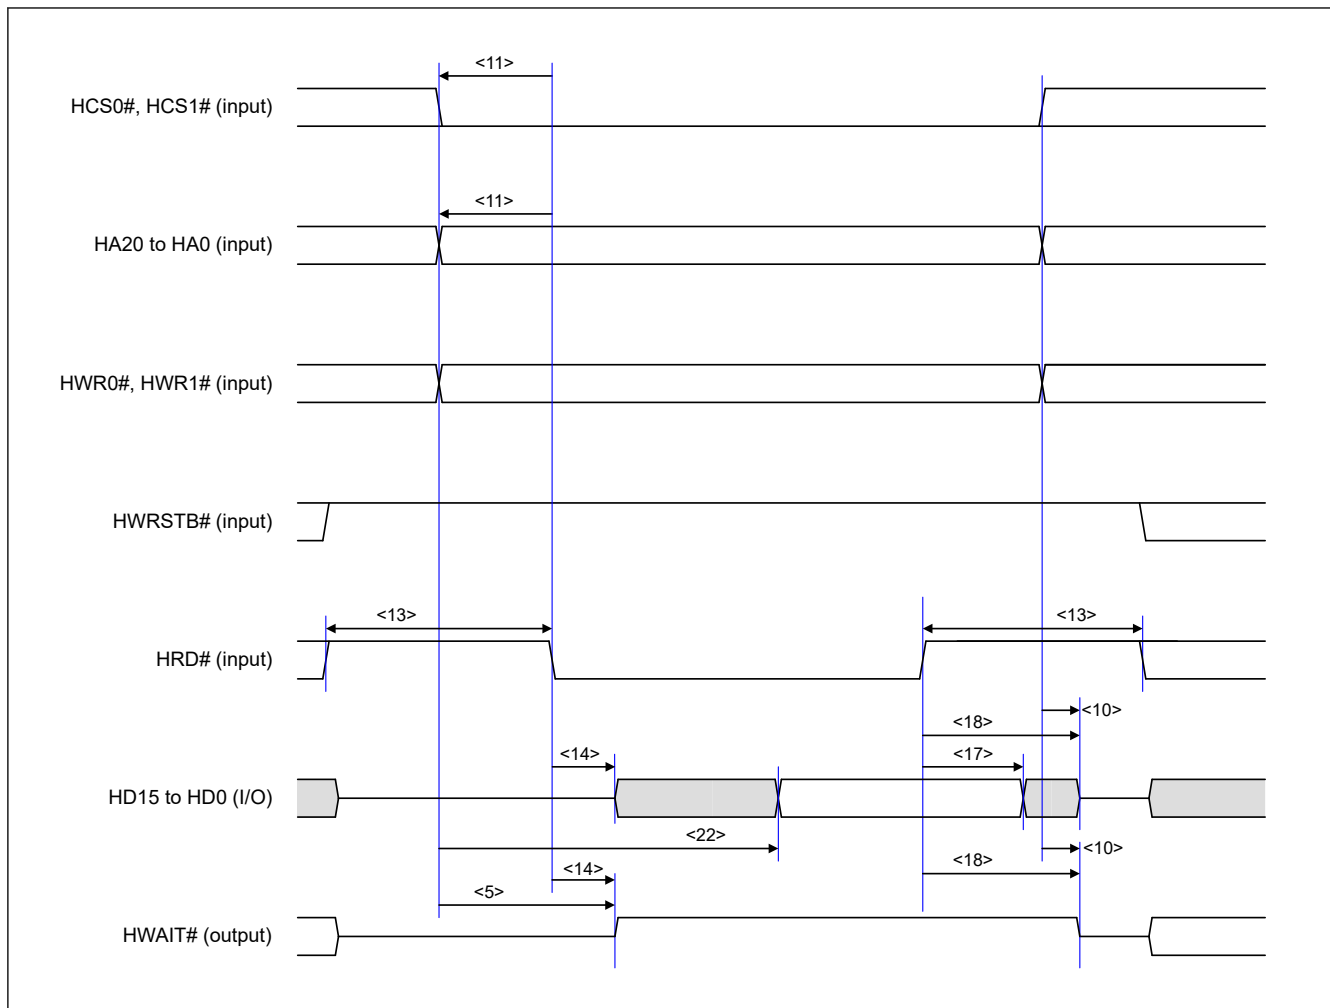 <11>
HCS0#, HCS1# (input)
<11>
HA20 to HA0 (input)
HWR0#, HWR1# (input)
HWRSTB# (input)
<13> <13>
HRD# (input)
<10>
<18>
<14> <17>
HD15 to HD0 (I/O)
<22> <10>
<14> <18>
<5>
HWAIT# (output)